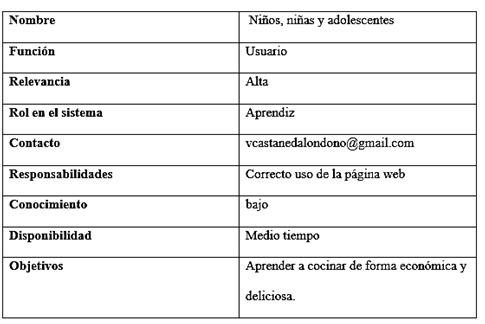 Nombre Niños, niñas y adolescentes
Función Usuario
Relevancia Alta
Rol en el sistema Aprendiz
Contacto vcastanedalondono@gmail.com
Responsabilidades Correcto uso de la página web
Conocimiento bajo
Disponibilidad Medio tiempo
Objetivos Aprender a cocinar de forma económica y
deliciosa.